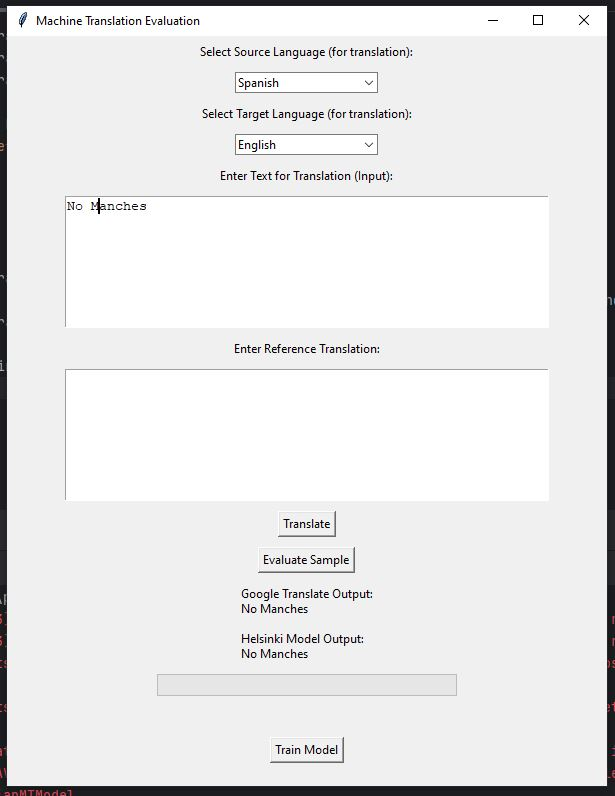 Machine Translation Evaluation
Select Source Language (for translation):
Spanish
Select Target Language (for translation):
English
Enter Text for Translation (Input):
No Manches
Enter Reference Translation:
Translate
Evaluate Sample
Google Translate Output:
No Manches
Helsinki Model Output:
No Manches
Train Model